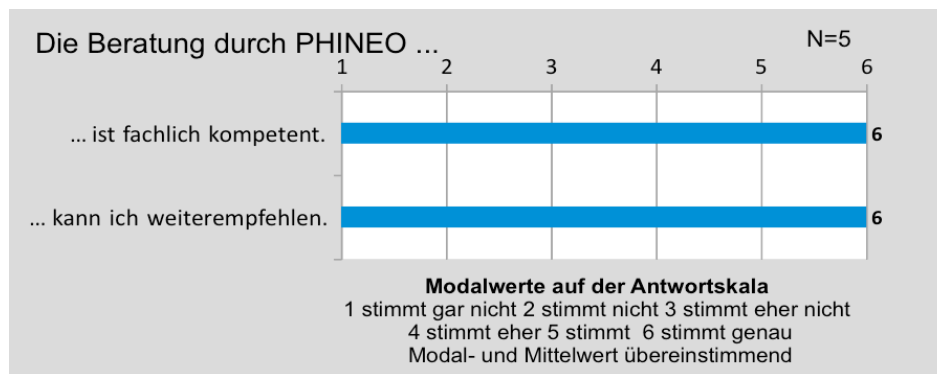 Die Beratung durch PHINEO ...
N=5
1 2 3 4 5 6
... ist fachlich kompetent.
6
... kann ich weiterempfehlen.
6
Modalwerte auf der Antwortskala
1 stimmt gar nicht 2 stimmt nicht 3 stimmt eher nicht
4 stimmt eher 5 stimmt  6 stimmt genau
Modal- und Mittelwert übereinstimmend